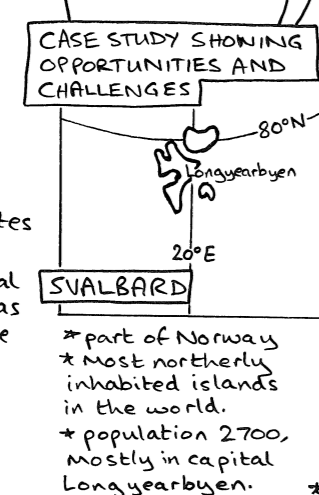 CASE STUDY SHOWING
OPPORTUNITIES AND
CHALLENGES
80°N
Longyearbyen
20°E
SVALBARD
* part of Norway
* Most northerly
inhabited islands
in the world.
* population 2700,
mostly in capital
Longyearbyen.
*